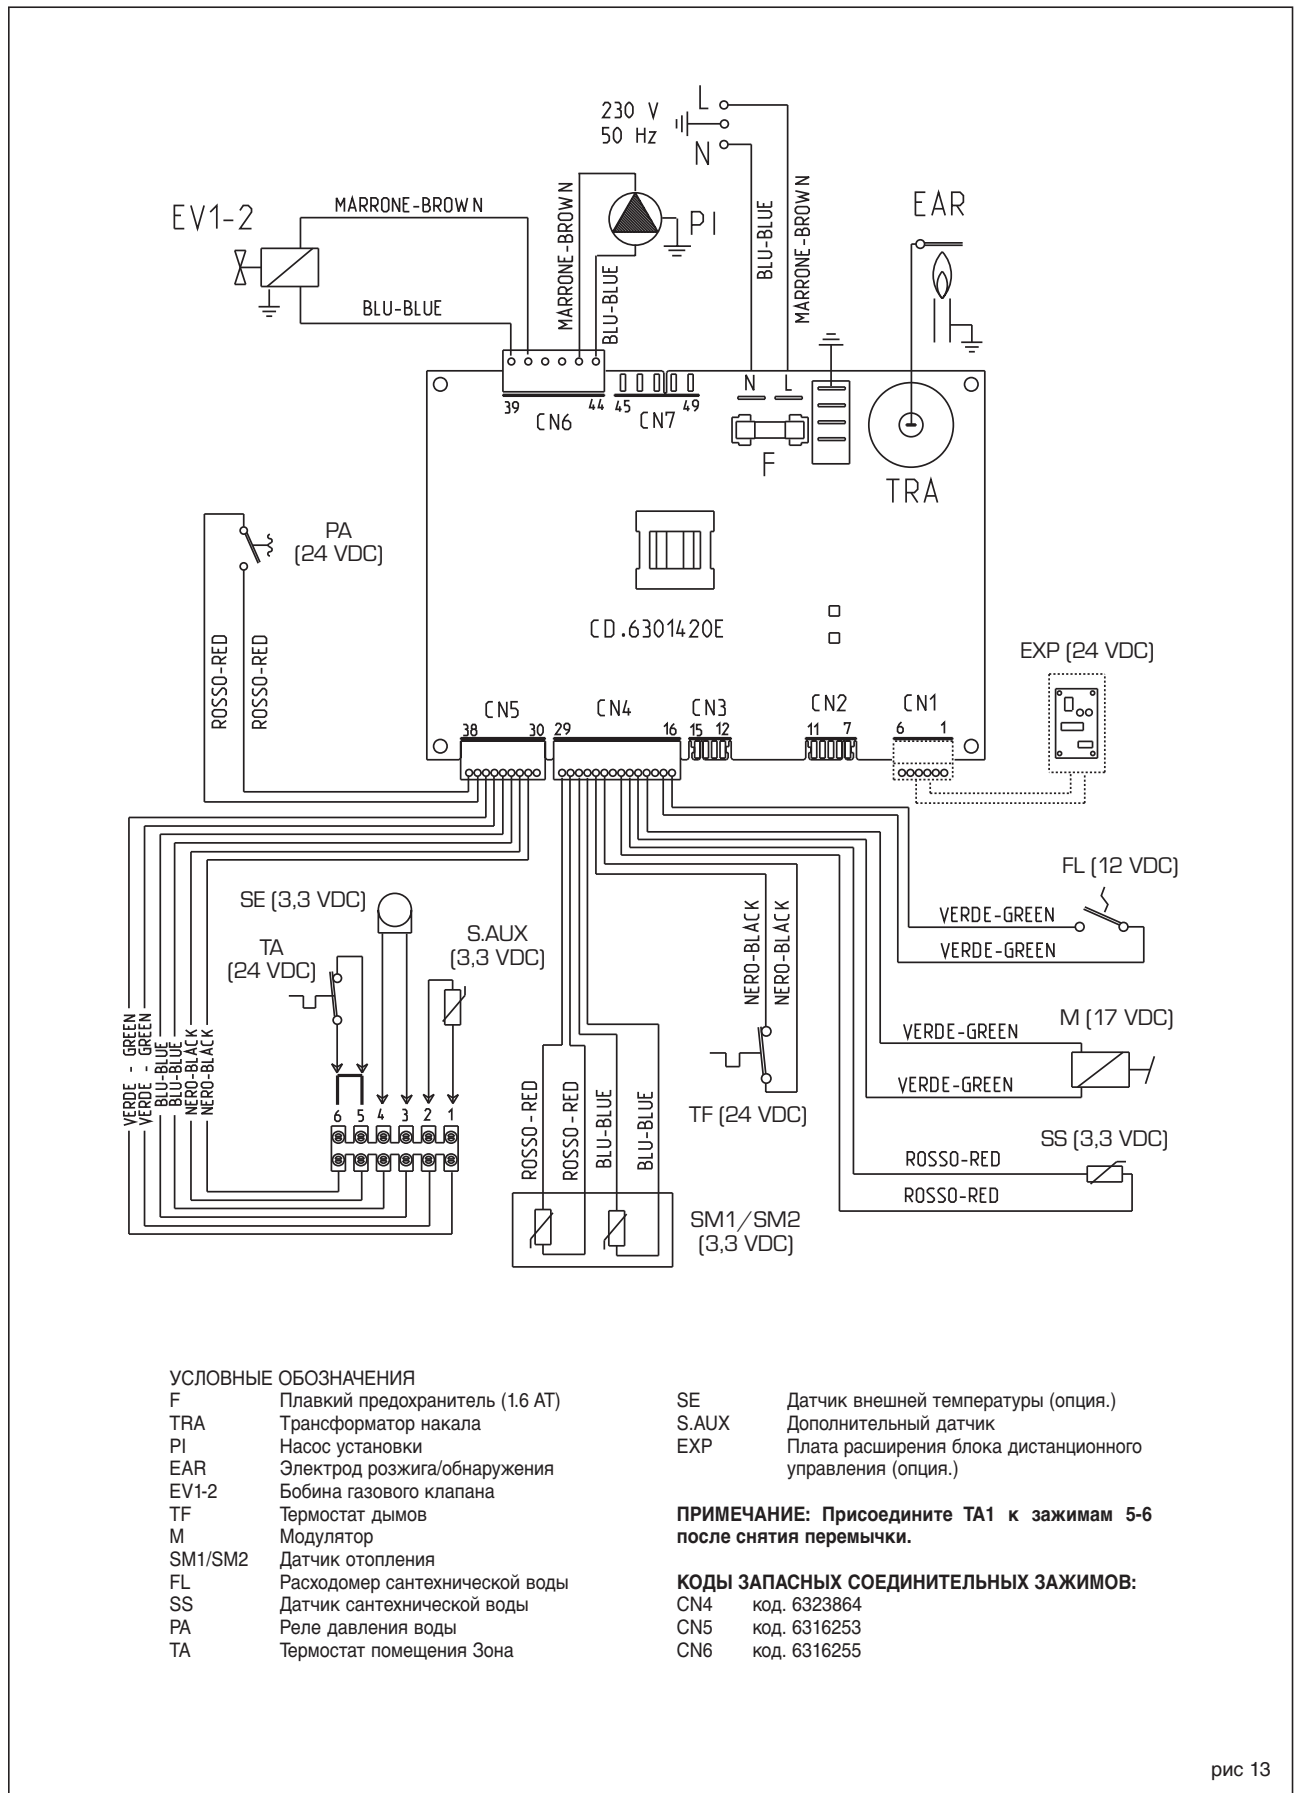 230 V
50 Hz
L
N
EV1-2
MARRONE-BROWN
BLU-BLUE
MARRONE-BROWN
BLU-BLUE
PI
BLU-BLUE
MARRONE-BROWN
EAR
39
44
CN6
45
49
CN7
N
L
F
TRA
PA
(24 VDC)
ROSSO-RED
ROSSO-RED
CD.6301420E
EXP (24 VDC)
CN5
CN4
CN3
CN2
CN1
38
30
29
16
15
12
11
7
6
1
SE (3,3 VDC)
TA
(24 VDC)
S.AUX
(3,3 VDC)
VERDE - GREEN
VERDE - GREEN
BLU-BLUE
BLU-BLUE
NERO-BLACK
NERO-BLACK
6 5 4 3 2 1
ROSSO-RED
ROSSO-RED
BLU-BLUE
BLU-BLUE
SM1/SM2
(3,3 VDC)
NERO-BLACK
NERO-BLACK
TF (24 VDC)
FL (12 VDC)
VERDE-GREEN
VERDE-GREEN
M (17 VDC)
VERDE-GREEN
VERDE-GREEN
SS (3,3 VDC)
ROSSO-RED
ROSSO-RED
УСЛОВНЫЕ ОБОЗНАЧЕНИЯ
F Плавкий предохранитель (1.6 AT)
TRA Трансформатор накала
PI Насос установки
EAR Электрод розжига/обнаружения
EV1-2 Бобина газового клапана
TF Термостат дымов
M Модулятор
SM1/SM2 Датчик отопления
FL Расходомер сантехнической воды
SS Датчик сантехнической воды
PA Реле давления воды
TA Термостат помещения Зона
SE Датчик внешней температуры (опция.)
S.AUX Дополнительный датчик
EXP Плата расширения блока дистанционного
управления (опция.)
ПРИМЕЧАНИЕ: Присоедините ТА1 к зажимам 5-6
после снятия перемычки.
КОДЫ ЗАПАСНЫХ СОЕДИНИТЕЛЬНЫХ ЗАЖИМОВ:
CN4 код. 6323864
CN5 код. 6316253
CN6 код. 6316255
рис 13